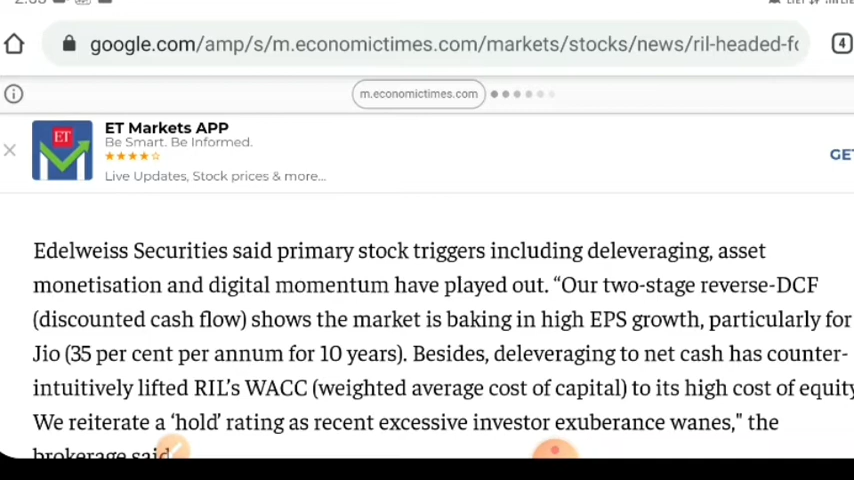 google.com/amp/s/m.economictimes.com/markets/stocks/news/ril-headed-fo
4
m.economictimes.com
ET
ET Markets APP
Be Smart. Be Informed.
Live Updates, Stock prices & more...
GET
Edelweiss Securities said primary stock triggers including deleveraging, asset
monetisation and digital momentum have played out. “Our two-stage reverse-DCF
(discounted cash flow) shows the market is baking in high EPS growth, particularly for
Jio (35 per cent per annum for 10 years). Besides, deleveraging to net cash has counter-
intuitively lifted RIL’s WACC (weighted average cost of capital) to its high cost of equity
We reiterate a ‘hold’ rating as recent excessive investor exuberance wanes," the
brokerage said